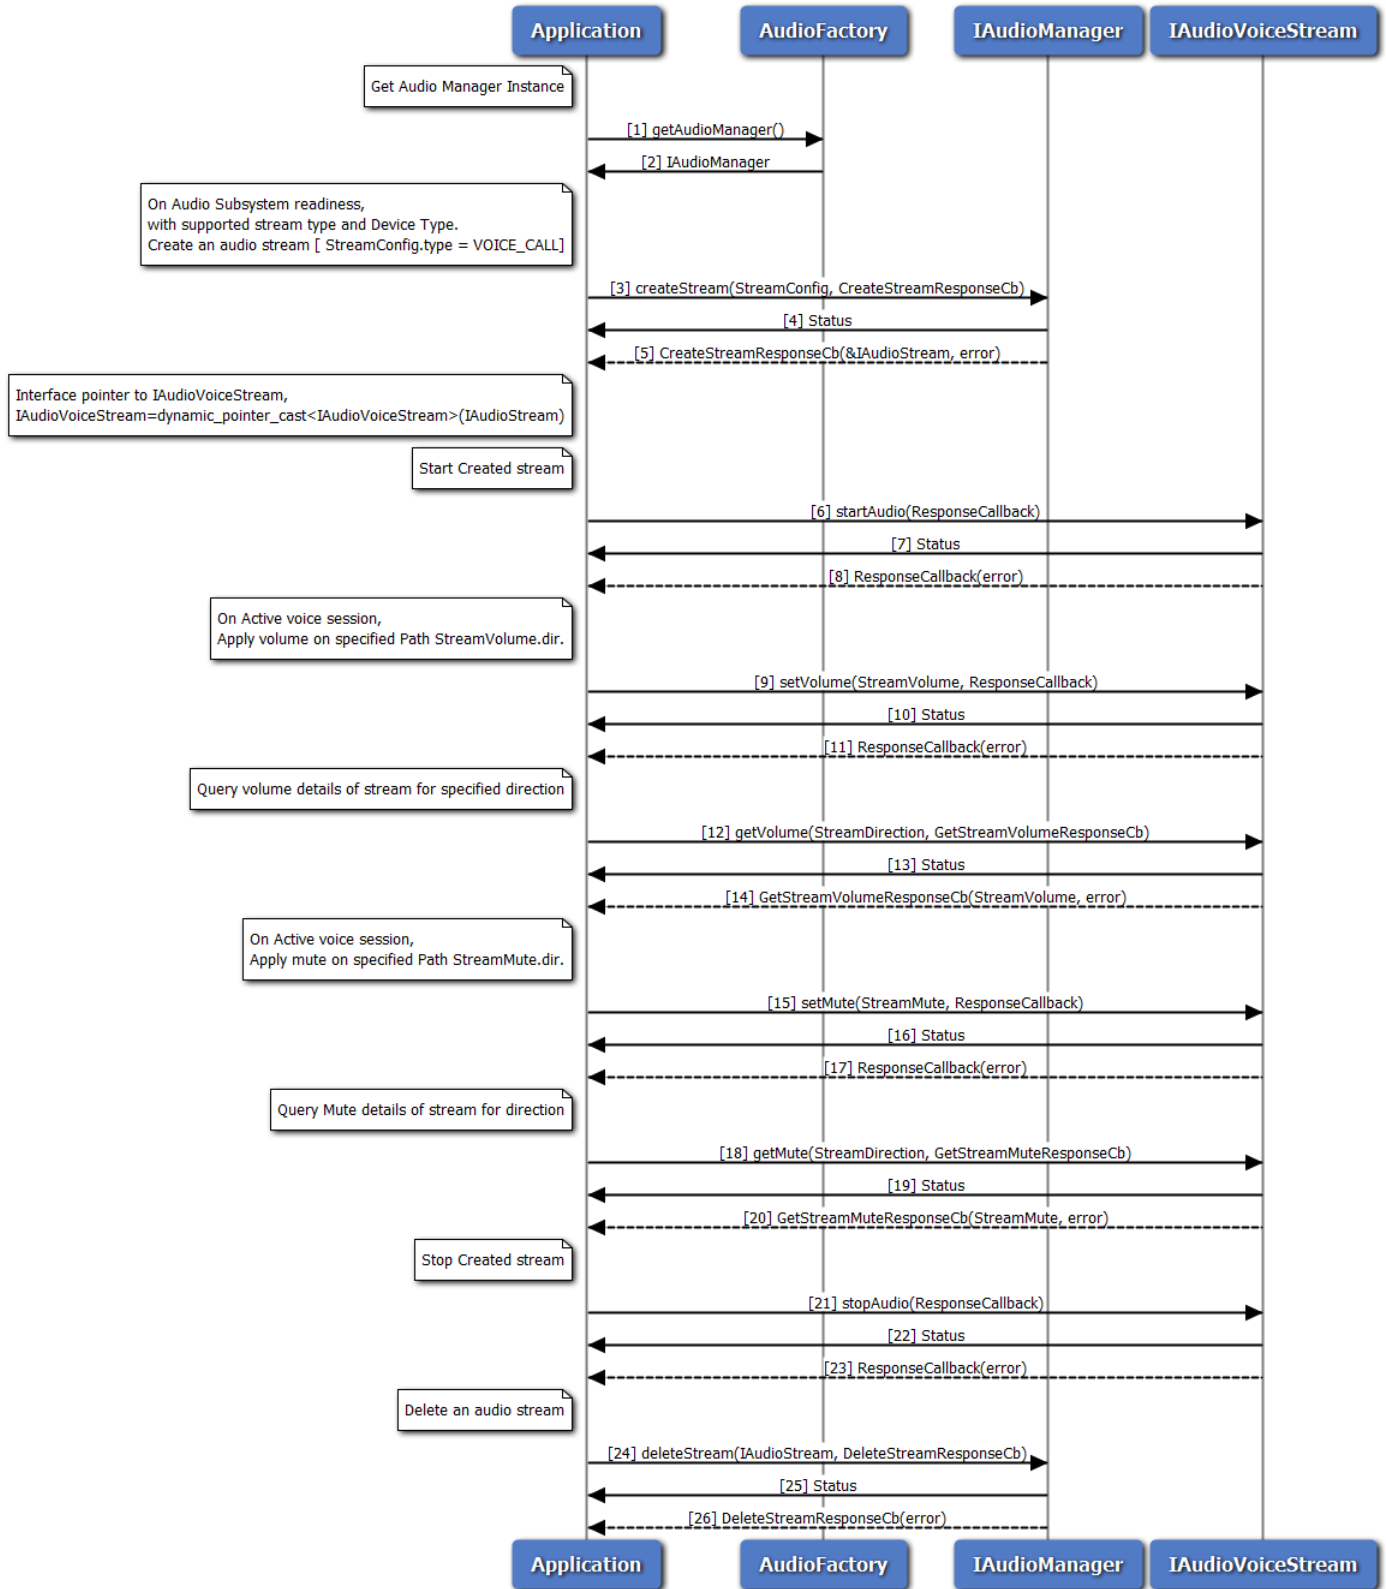 Application
AudioFactory
IAudioManager
IAudioVoiceStream
Get Audio Manager Instance
[1] getAudioManager()
[2] IAudioManager
On Audio Subsystem readiness,
with supported stream type and Device Type.
Create an audio stream [ StreamConfig.type = VOICE_CALL]
[3] createStream(StreamConfig, CreateStreamResponseCb)
[4] Status
[5] CreateStreamResponseCb(&IAudioStream, error)
Interface pointer to IAudioVoiceStream,
IAudioVoiceStream=dynamic_pointer_cast<IAudioVoiceStream>(IAudioStream)
Start Created stream
[6] startAudio(ResponseCallback)
[7] Status
[8] ResponseCallback(error)
On Active voice session,
Apply volume on specified Path StreamVolume.dir.
[9] setVolume(StreamVolume, ResponseCallback)
[10] Status
[11] ResponseCallback(error)
Query volume details of stream for specified direction
[12] getVolume(StreamDirection, GetStreamVolumeResponseCb)
[13] Status
[14] GetStreamVolumeResponseCb(StreamVolume, error)
On Active voice session,
Apply mute on specified Path StreamMute.dir.
[15] setMute(StreamMute, ResponseCallback)
[16] Status
[17] ResponseCallback(error)
Query Mute details of stream for direction
[18] getMute(StreamDirection, GetStreamMuteResponseCb)
[19] Status
[20] GetStreamMuteResponseCb(StreamMute, error)
Stop Created stream
[21] stopAudio(ResponseCallback)
[22] Status
[23] ResponseCallback(error)
Delete an audio stream
[24] deleteStream(IAudioStream, DeleteStreamResponseCb)
[25] Status
[26] DeleteStreamResponseCb(error)
Application
AudioFactory
IAudioManager
IAudioVoiceStream